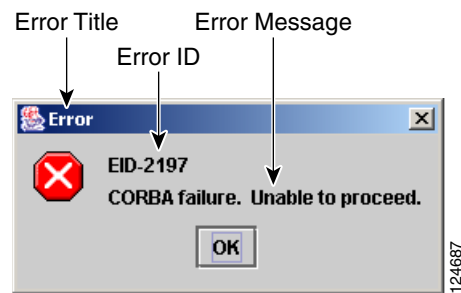 Error Title
Error Message
Error ID
Error
EID-2197
CORBA failure. Unable to proceed.
OK
124687